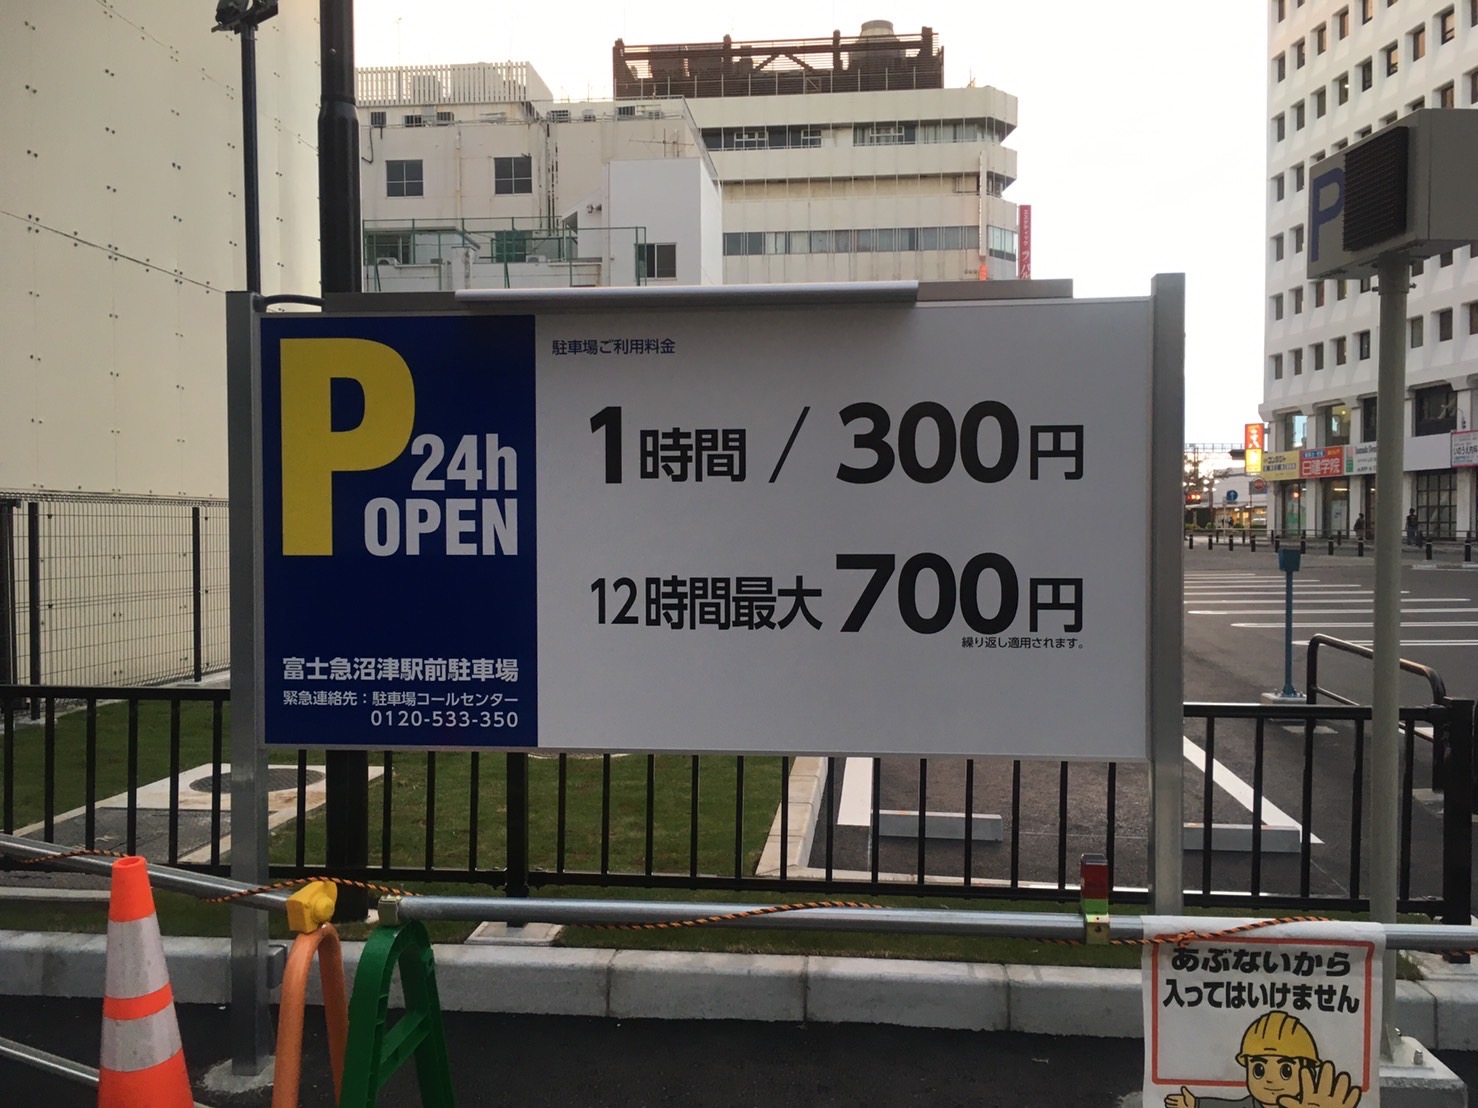 P
24h
OPEN
富士急沼津駅前駐車場
緊急連絡先：駐車場コールセンター
0120-533-350
駐車場ご利用料金
1時間 / 300円
12時間最大 700円
繰り返し適用されます。
P
日建学院
あぶないから
入ってはいけません